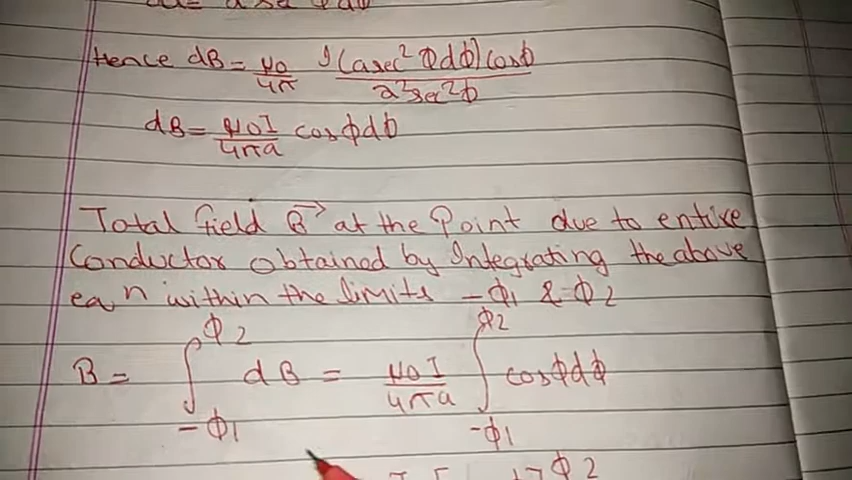 Hence dB = μ0/4π I(asec²ΦdΦ)cosΦ/a²sec²Φ
dB = μ0I/4πa cosΦdΦ
Total field B⃗ at the Point due to entire
Conductor obtained by Integrating the above
eqn within the limits -Φ1 & Φ2
B = ∫-Φ1^Φ2 dB = μ0I/4πa ∫-Φ1^Φ2 cosΦdΦ